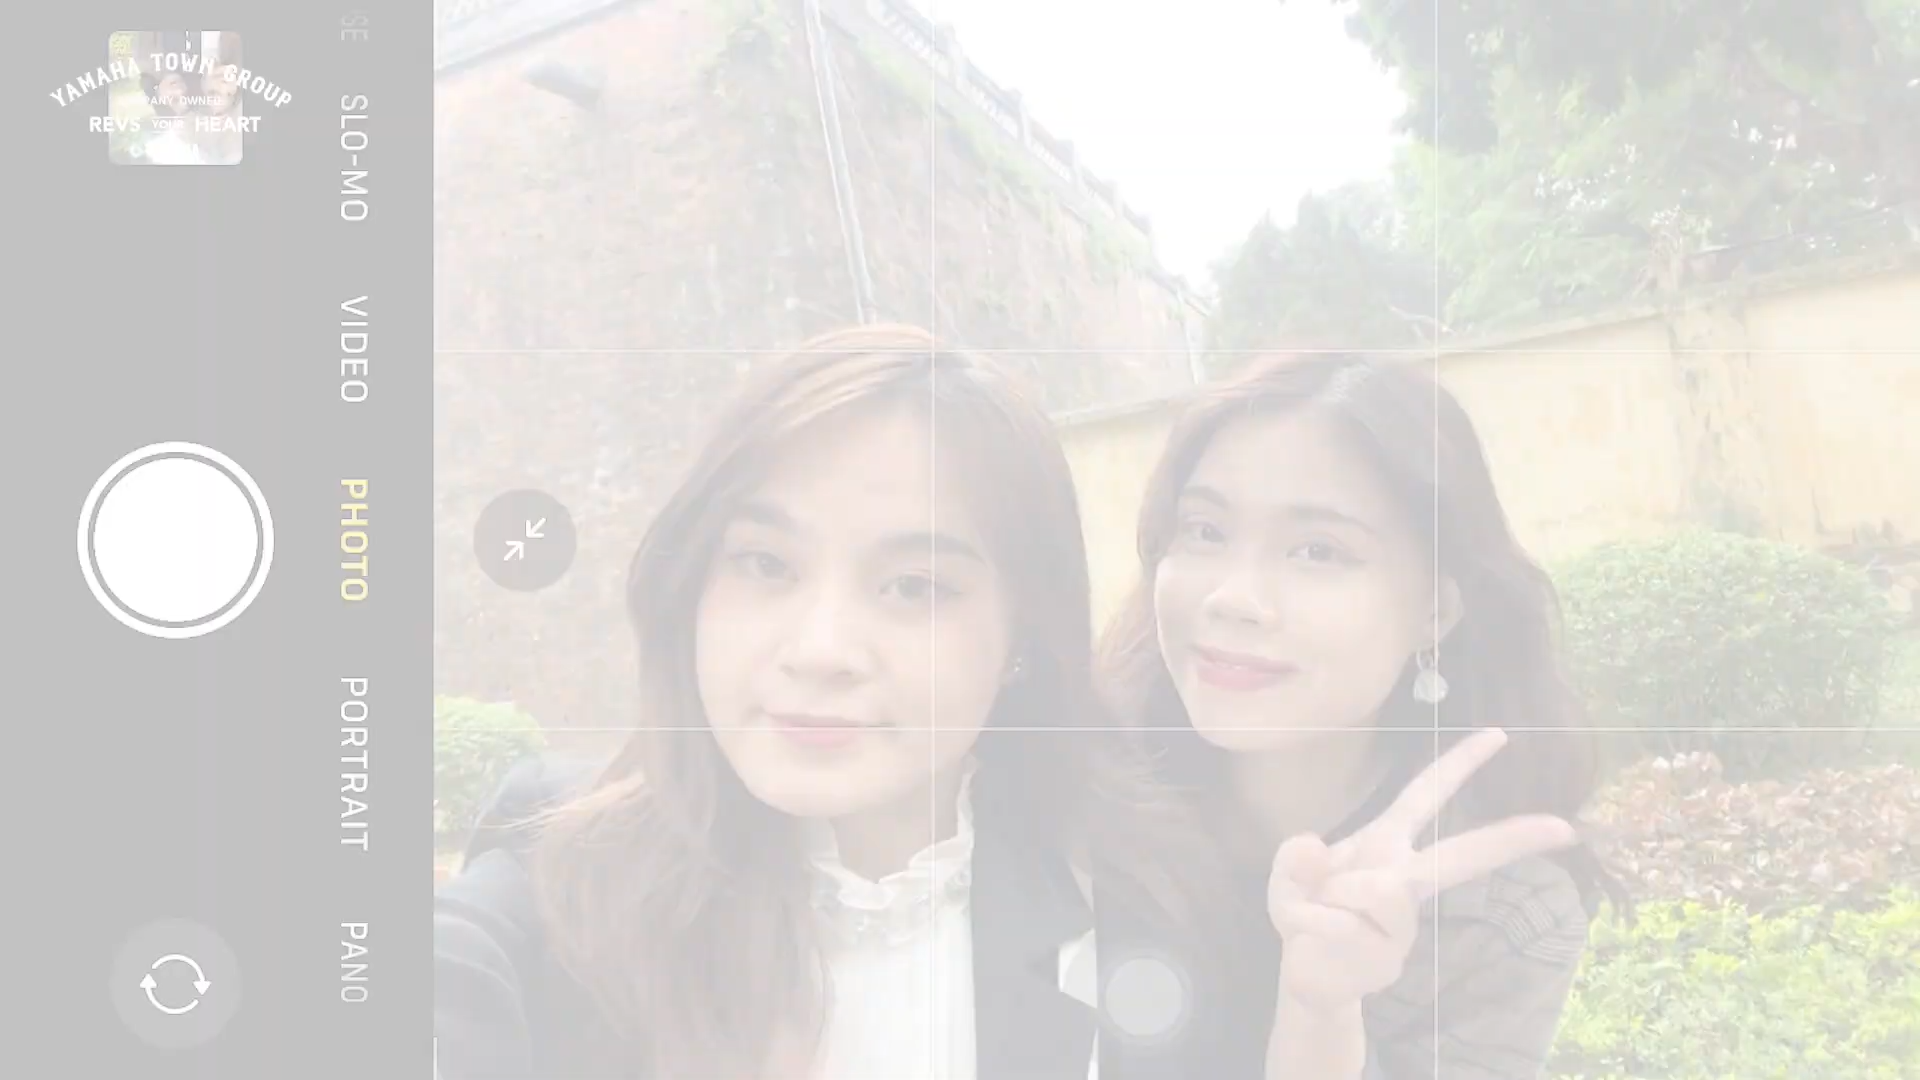 YAMAHA TOWN GROUP
REVS YOUR HEART
SLO-MO
VIDEO
PHOTO
PORTRAIT
PANO